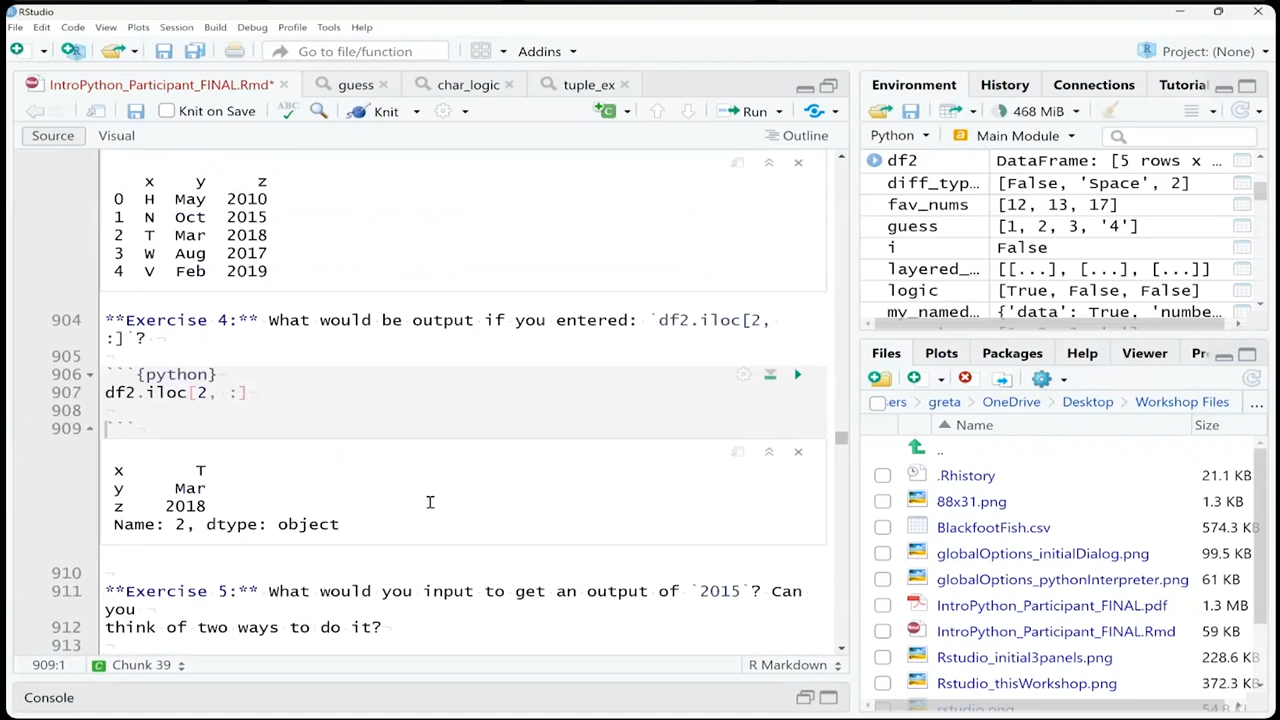 RStudio
File Edit Code View Plots Session Build Debug Profile Tools Help
Go to file/function
Addins
Project: (None)
IntroPython_Participant_FINAL.Rmd*
guess
char_logic
tuple_ex
Knit on Save
ABC
Knit
Run
Source
Visual
Outline
x y z
0 H May 2010
1 N Oct 2015
2 T Mar 2018
3 W Aug 2017
4 V Feb 2019
904 **Exercise 4:** What would be output if you entered: `df2.iloc[2,
:]`?
905
906 ```{python}
907 df2.iloc[2, :]
908
909 ```
x T
y Mar
z 2018
Name: 2, dtype: object
910
911 **Exercise 5:** What would you input to get an output of `2015`? Can
you
912 think of two ways to do it?
913
909:1
Chunk 39
R Markdown
Console
Environment History Connections Tutorial
468 MiB
Python
Main Module
df2 DataFrame: [5 rows x …
diff_typ… [False, 'Space', 2]
fav_nums [12, 13, 17]
guess [1, 2, 3, '4']
i False
layered_… [[...], [...], [...]]
logic [True, False, False]
my_named… {'data': True, 'numbe…
Files Plots Packages Help Viewer Pr
ers greta OneDrive Desktop Workshop Files ...
Name Size
..
.Rhistory 21.1 KB
88x31.png 1.3 KB
BlackfootFish.csv 574.3 KB
globalOptions_initialDialog.png 99.5 KB
globalOptions_pythonInterpreter.png 61 KB
IntroPython_Participant_FINAL.pdf 1.3 MB
IntroPython_Participant_FINAL.Rmd 59 KB
Rstudio_initial3panels.png 228.6 KB
Rstudio_thisWorkshop.png 372.3 KB
rstudio.png 54.8 KB